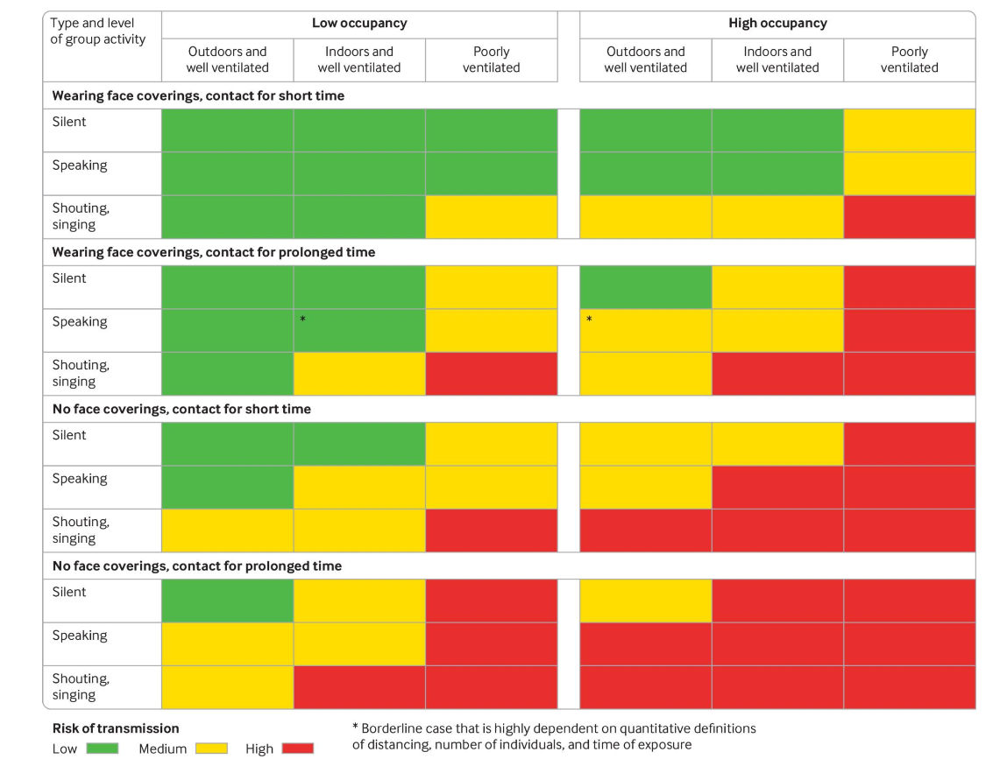 Type and level
of group activity
Low occupancy
High occupancy
Outdoors and
well ventilated
Indoors and
well ventilated
Poorly
ventilated
Outdoors and
well ventilated
Indoors and
well ventilated
Poorly
ventilated
Wearing face coverings, contact for short time
Silent
Speaking
Shouting,
singing
Wearing face coverings, contact for prolonged time
Silent
Speaking
*
*
Shouting,
singing
No face coverings, contact for short time
Silent
Speaking
Shouting,
singing
No face coverings, contact for prolonged time
Silent
Speaking
Shouting,
singing
Risk of transmission
Low
Medium
High
* Borderline case that is highly dependent on quantitative definitions
of distancing, number of individuals, and time of exposure